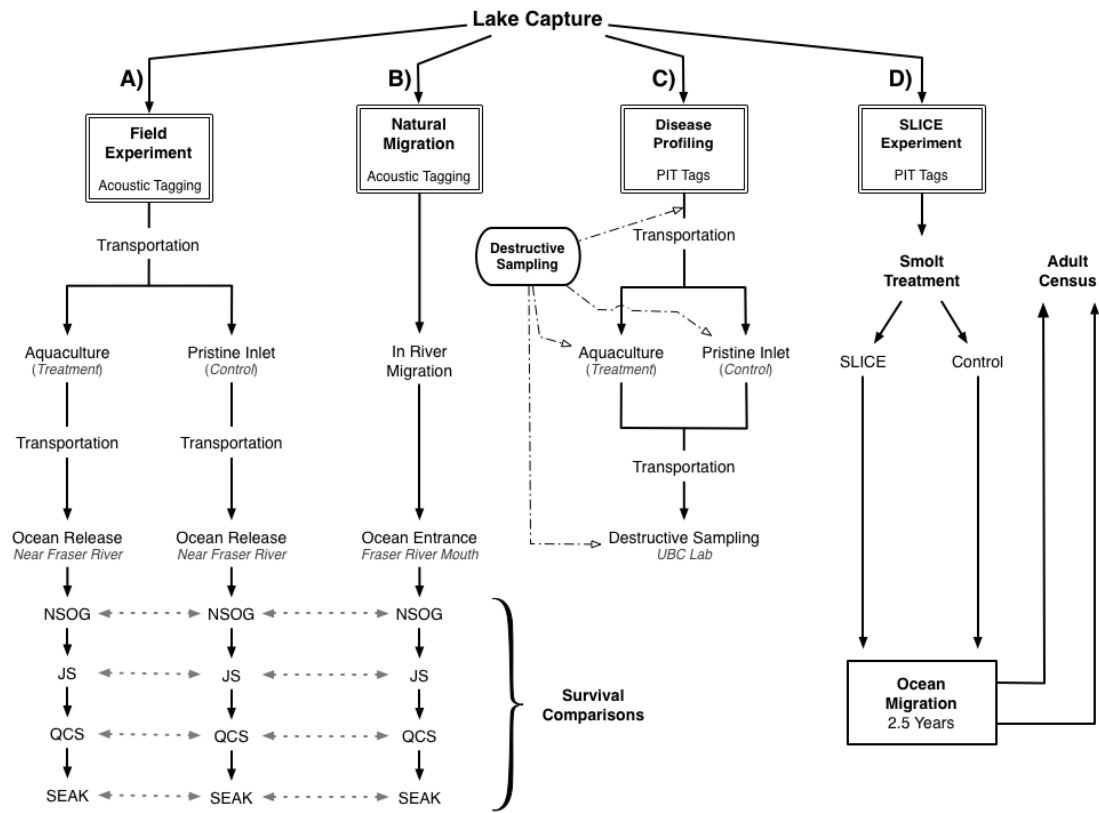 Lake Capture
A)
B)
C)
D)
Field
Experiment
Acoustic Tagging
Natural
Migration
Acoustic Tagging
Disease
Profiling
PIT Tags
SLICE
Experiment
PIT Tags
Transportation
Destructive
Sampling
Transportation
Smolt
Treatment
Adult
Census
Aquaculture
(Treatment)
Pristine Inlet
(Control)
In River
Migration
Aquaculture
(Treatment)
Pristine Inlet
(Control)
SLICE
Control
Transportation
Transportation
Transportation
Ocean Release
Near Fraser River
Ocean Release
Near Fraser River
Ocean Entrance
Fraser River Mouth
Destructive Sampling
UBC Lab
NSOG
NSOG
NSOG
JS
JS
JS
QCS
QCS
QCS
SEAK
SEAK
SEAK
Survival
Comparisons
Ocean
Migration
2.5 Years